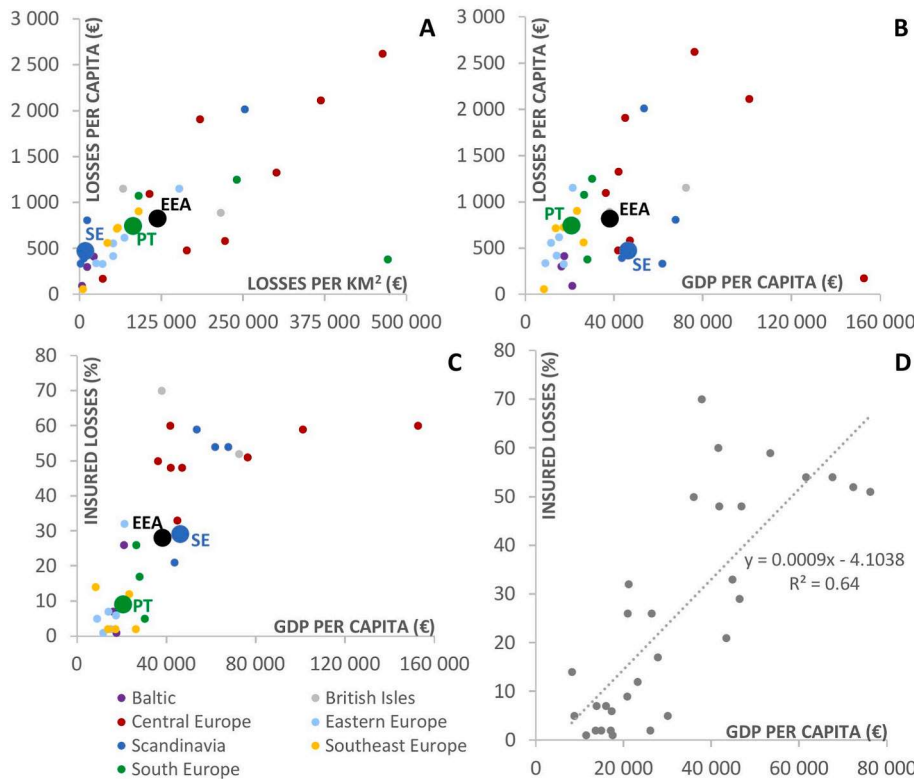 A
LOSSES PER CAPITA (€)
3 000
2 500
2 000
1 500
1 000
500
0
EEA
SE
PT
LOSSES PER KM²(€)
0 125 000 250 000 375 000 500 000
B
LOSSES PER CAPITA (€)
3 000
2 500
2 000
1 500
1 000
500
0
PT
EEA
SE
GDP PER CAPITA (€)
0 40 000 80 000 120 000 160 000
C
INSURED LOSSES (%)
80
70
60
50
40
30
20
10
0
EEA
SE
PT
GDP PER CAPITA (€)
0 40 000 80 000 120 000 160 000
Baltic
British Isles
Central Europe
Eastern Europe
Scandinavia
Southeast Europe
South Europe
D
INSURED LOSSES (%)
80
70
60
50
40
30
20
10
0
y = 0.0009x - 4.1038
R² = 0.64
GDP PER CAPITA (€)
0 20 000 40 000 60 000 80 000